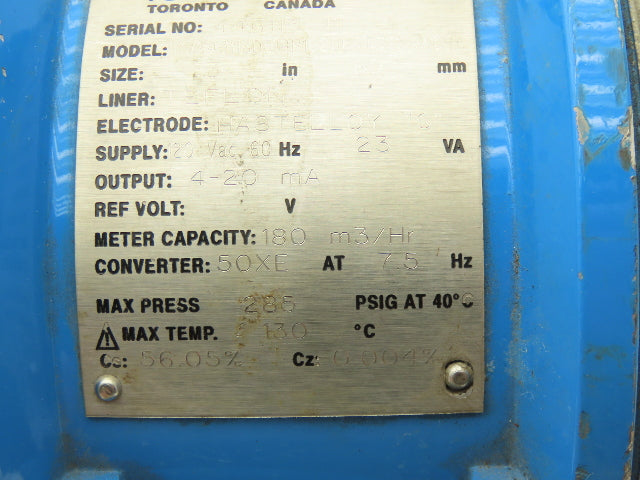 TORONTO CANADA
SERIAL NO:
MODEL:
SIZE: in mm
LINER: TEFLON
ELECTRODE: HASTELLOY C
SUPPLY: 120 Vac, 60 Hz 23 VA
OUTPUT: 4-20 mA
REF VOLT: V
METER CAPACITY: 180 m3/Hr
CONVERTER: 50XE AT 7.5 Hz
MAX PRESS 285 PSIG AT 40°C
MAX TEMP. 130 °C
Cs: 56.05% Cz: 0.004%